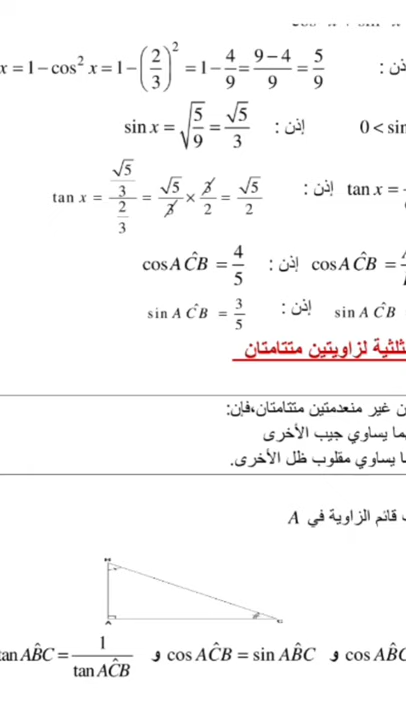 x = 1 − cos² x = 1 − (2/3)² = 1 − 4/9 = (9 − 4)/9 = 5/9
sin x = √(5/9) = √5/3 إذن : 0 < sin
tan x = (√5/3)/(2/3) = √5/3 × 3/2 = √5/2 إذن : tan x =
cos AĈB = 4/5 إذن : cos AĈB =
sin AĈB = 3/5 إذن : sin AĈB
لزاويتين متتامتان
غير منعدمتين متتامتان،فإن:
يساوي جيب الأخرى
يساوي مقلوب ظل الأخرى.
قائم الزاوية في A
B
A
C
tan AB̂C = 1/tan AĈB و cos AĈB = sin AB̂C و cos AB̂C